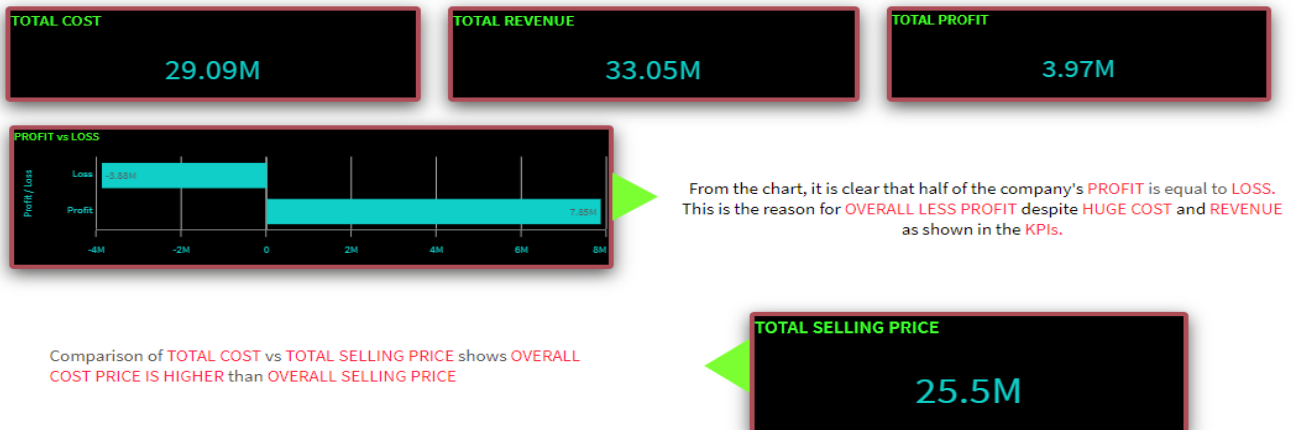 TOTAL COST
29.09M
TOTAL REVENUE
33.05M
TOTAL PROFIT
3.97M
PROFIT vs LOSS
Profit / Loss
Loss
-3.88M
Profit
7.85M
-4M
-2M
0
2M
4M
6M
8M
From the chart, it is clear that half of the company's PROFIT is equal to LOSS.
This is the reason for OVERALL LESS PROFIT despite HUGE COST and REVENUE
as shown in the KPIs.
Comparison of TOTAL COST vs TOTAL SELLING PRICE shows OVERALL
COST PRICE IS HIGHER than OVERALL SELLING PRICE
TOTAL SELLING PRICE
25.5M